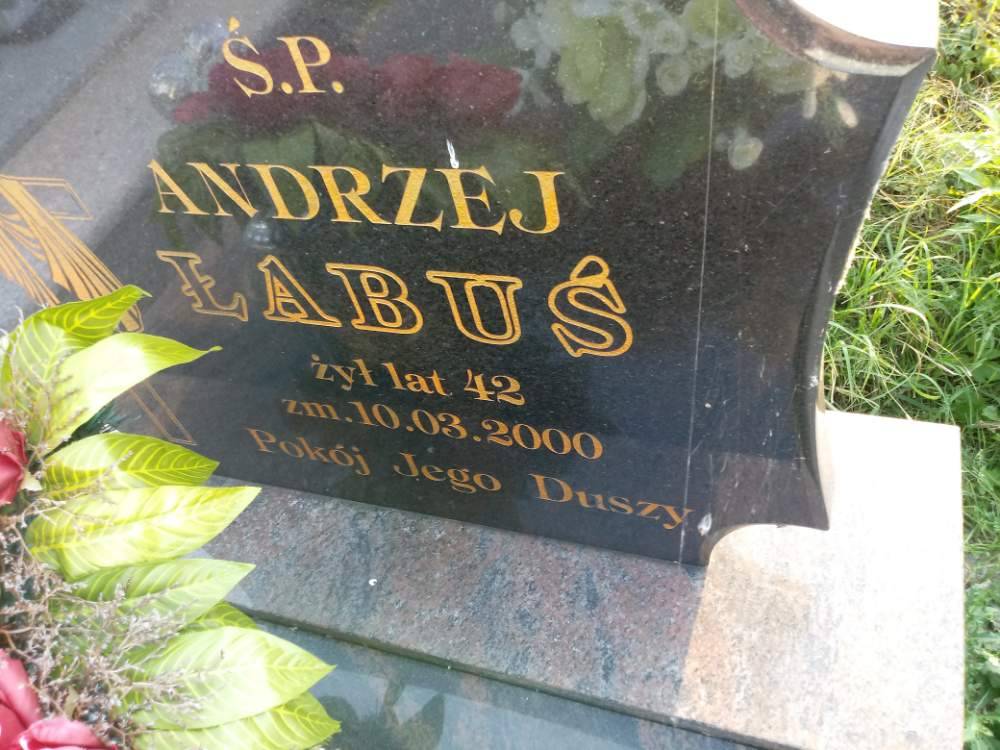 Ś.P.
ANDRZEJ
ŁABUŚ
żył lat 42
zm.10.03.2000
Pokój Jego Duszy